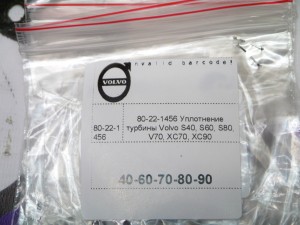 Invalid barcode!
VOLVO
80-22-1456 Уплотнение
турбины Volvo S40, S60, S80,
V70, XC70, XC90
80-22-1
456
40-60-70-80-90